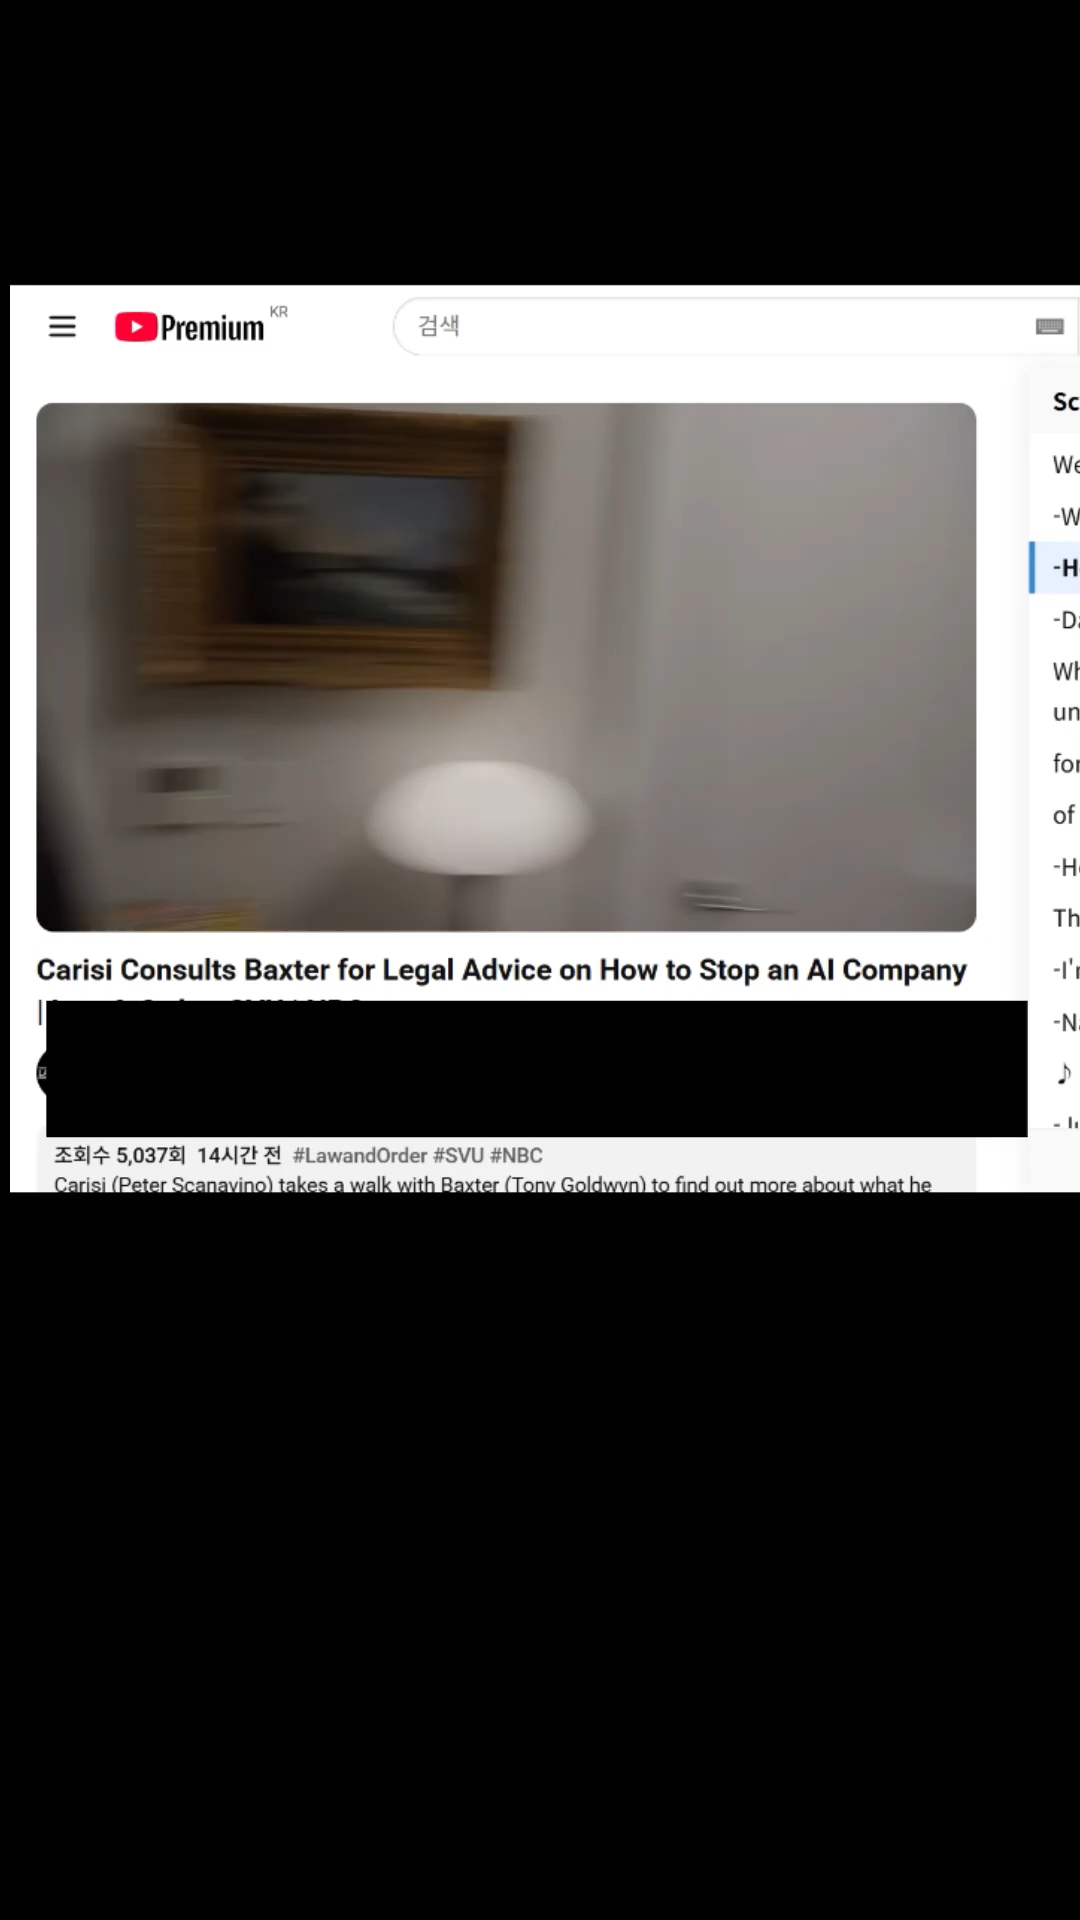 Premium KR
검색
Sc
We
-W
-H
-Da
Wh
un
for
of
-He
Th
-I'r
-Na
♪
Carisi Consults Baxter for Legal Advice on How to Stop an AI Company
|
조회수 5,037회 14시간 전 #LawandOrder #SVU #NBC
Carisi (Peter Scanavino) takes a walk with Baxter (Tony Goldwyn) to find out more about what he